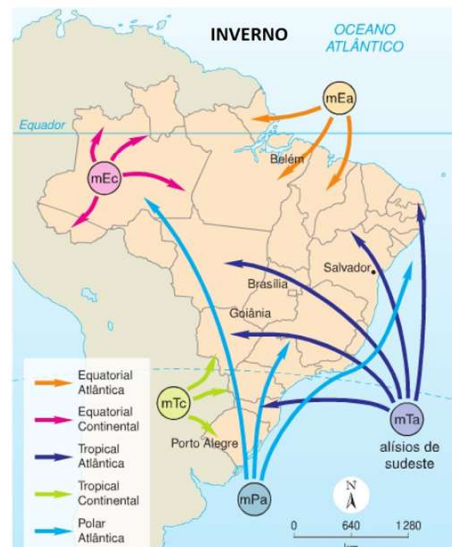 INVERNO
OCEANO
ATLÂNTICO
mEa
Equador
Belém
mEc
Salvador
Brasília
Goiânia
mTc
Porto Alegre
mTa
alísios de
sudeste
mPa
Equatorial
Atlântica
Equatorial
Continental
Tropical
Atlântica
Tropical
Continental
Polar
Atlântica
N
0 640 1 280